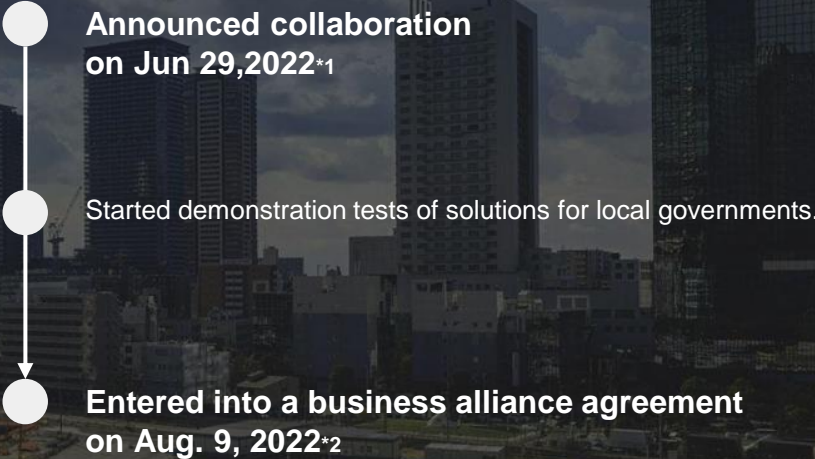 Announced collaboration
on Jun 29,2022*1
Started demonstration tests of solutions for local governments.
Entered into a business alliance agreement
on Aug. 9, 2022*2